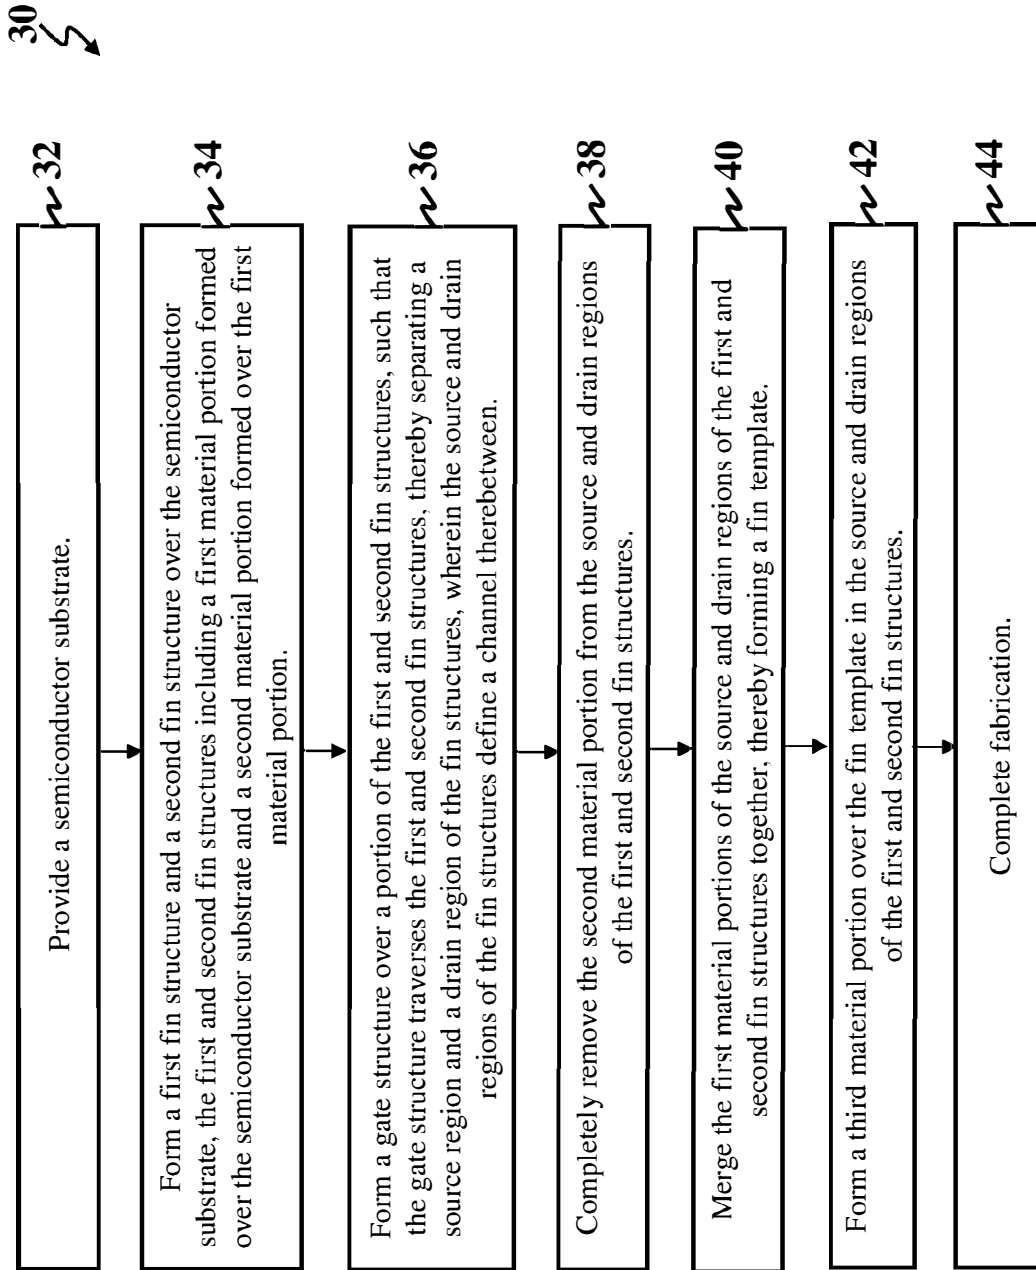 30
Provide a semiconductor substrate.
32
Form a first fin structure and a second fin structure over the semiconductor
substrate, the first and second fin structures including a first material portion formed
over the semiconductor substrate and a second material portion formed over the first
material portion.
34
Form a gate structure over a portion of the first and second fin structures, such that
the gate structure traverses the first and second fin structures, thereby separating a
source region and a drain region of the fin structures, wherein the source and drain
regions of the fin structures define a channel therebetween.
36
Completely remove the second material portion from the source and drain regions
of the first and second fin structures.
38
Merge the first material portions of the source and drain regions of the first and
second fin structures together, thereby forming a fin template.
40
Form a third material portion over the fin template in the source and drain regions
of the first and second fin structures.
42
Complete fabrication.
44